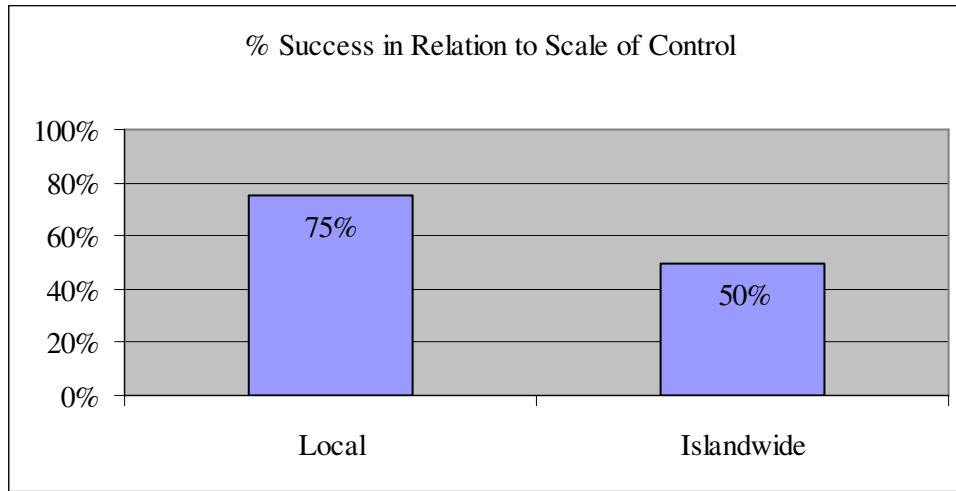 % Success in Relation to Scale of Control
100%
80%
60%
40%
20%
0%
75%
50%
Local
Islandwide